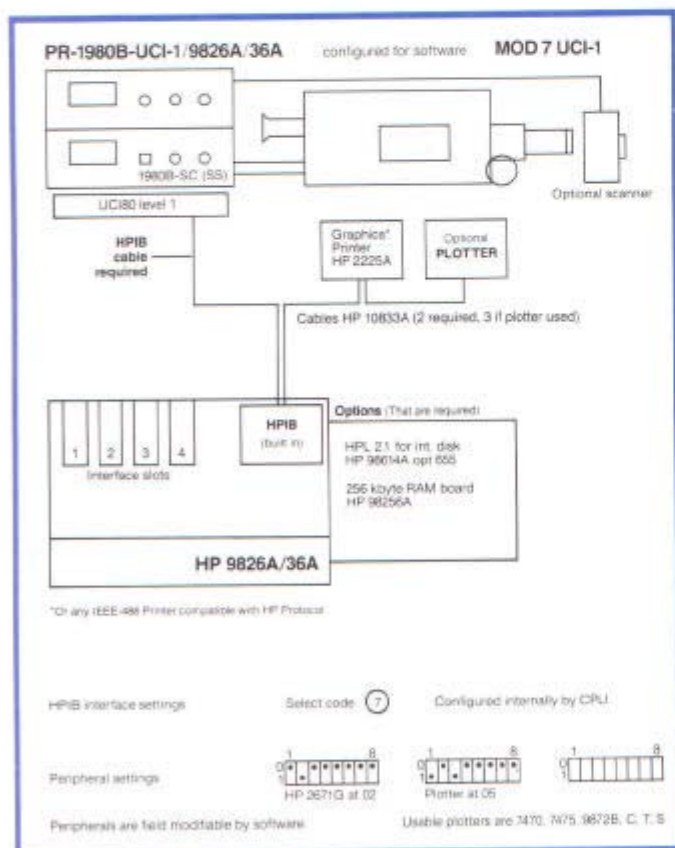 PR-1980B-UCI-1/9826A/36A configured for software MOD 7 UCI-1
1980B-SC (SS)
Optional scanner
UCI80 level 1
HPIB
cable
required
Graphics*
Printer
HP 2225A
Optional
PLOTTER
Cables HP 10833A (2 required, 3 if plotter used)
Options (That are required)
HPIB
(built in)
1 2 3 4
Interface slots
HPL 2.1 for int. disk
HP 98614A opt 655
256 kbyte RAM board
HP 98256A
HP 9826A/36A
*Or any IEEE-488 Printer compatible with HP Protocol
HPIB interface settings Select code 7 Configured internally by CPU.
1 8 1 8 1 8
0 0 0
Peripheral settings 1 1 1
HP 2671G at 02 Plotter at 05
Peripherals are field modifiable by software. Usable plotters are 7470, 7475, 9872B, C, T, S